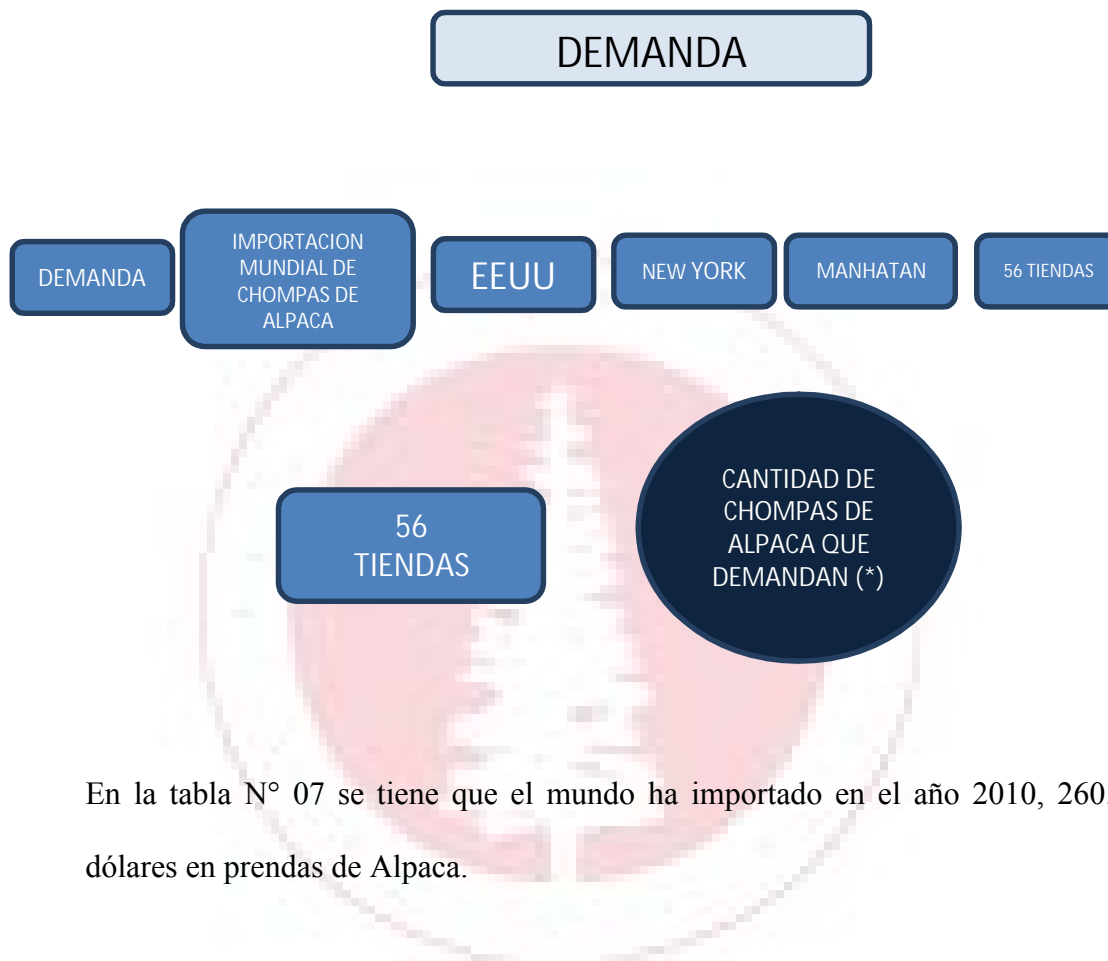 DEMANDA
DEMANDA
IMPORTACION
MUNDIAL DE
CHOMPAS DE
ALPACA
EEUU
NEW YORK
MANHATAN
56 TIENDAS
56
TIENDAS
CANTIDAD DE
CHOMPAS DE
ALPACA QUE
DEMANDAN (*)
En la tabla N° 07 se tiene que el mundo ha importado en el año 2010, 260.
dólares en prendas de Alpaca.